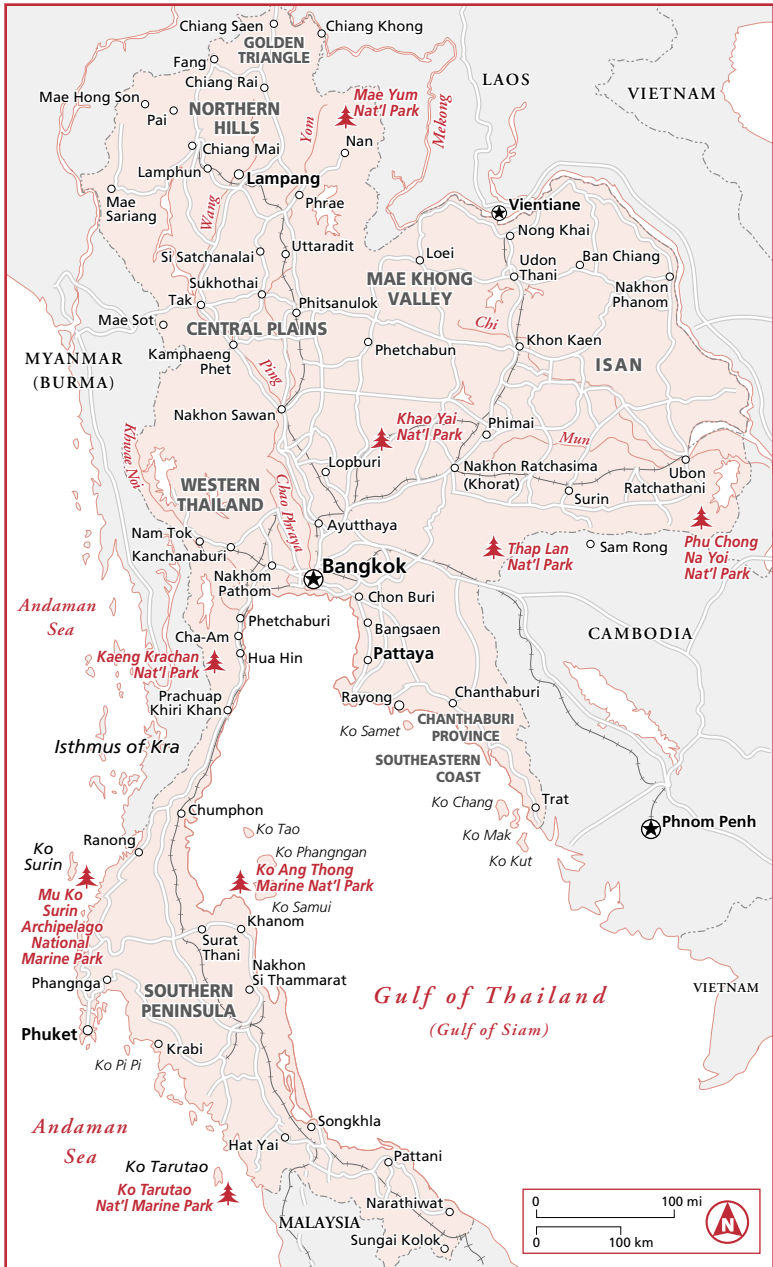 Chiang Saen
Chiang Khong
GOLDEN
TRIANGLE
Fang
Chiang Rai
LAOS
VIETNAM
Mae Hong Son
Pai
NORTHERN
HILLS
Mae Yum
Nat'l Park
Mekong
Yom
Nan
Chiang Mai
Lamphun
Lampang
Mae
Sariang
Wang
Phrae
Vientiane
Nong Khai
Si Satchanalai
Uttaradit
Loei
Udon
Thani
Ban Chiang
MAE KHONG
VALLEY
Nakhon
Phanom
Sukhothai
Tak
Phitsanulok
Mae Sot
CENTRAL PLAINS
Chi
Khon Kaen
Kamphaeng
Phet
Phetchabun
ISAN
MYANMAR
(BURMA)
Ping
Nakhon Sawan
Khao Yai
Nat'l Park
Phimai
Mun
Khwae Noi
Lopburi
Nakhon Ratchasima
(Khorat)
Surin
Ubon
Ratchathani
WESTERN
THAILAND
Chao Phraya
Ayutthaya
Nam Tok
Kanchanaburi
Thap Lan
Nat'l Park
Sam Rong
Phu Chong
Na Yoi
Nat'l Park
Nakhom
Pathom
Bangkok
Chon Buri
Andaman
Sea
Phetchaburi
Cha-Am
Bangsaen
CAMBODIA
Kaeng Krachan
Nat'l Park
Hua Hin
Pattaya
Prachuap
Khiri Khan
Rayong
Chanthaburi
Ko Samet
CHANTHABURI
PROVINCE
Isthmus of Kra
SOUTHEASTERN
COAST
Chumphon
Ko Chang
Trat
Ko Tao
Ko Mak
Phnom Penh
Ranong
Ko Phangngan
Ko Kut
Ko
Surin
Ko Ang Thong
Marine Nat'l Park
Mu Ko
Surin
Archipelago
National
Marine Park
Ko Samui
Khanom
Surat
Thani
Phangnga
Nakhon
Si Thammarat
SOUTHERN
PENINSULA
Gulf of Thailand
(Gulf of Siam)
VIETNAM
Phuket
Krabi
Ko Pi Pi
Andaman
Sea
Songkhla
Hat Yai
Pattani
Ko Tarutao
Ko Tarutao
Nat'l Marine Park
Narathiwat
MALAYSIA
Sungai Kolok
0 100 mi
0 100 km
N